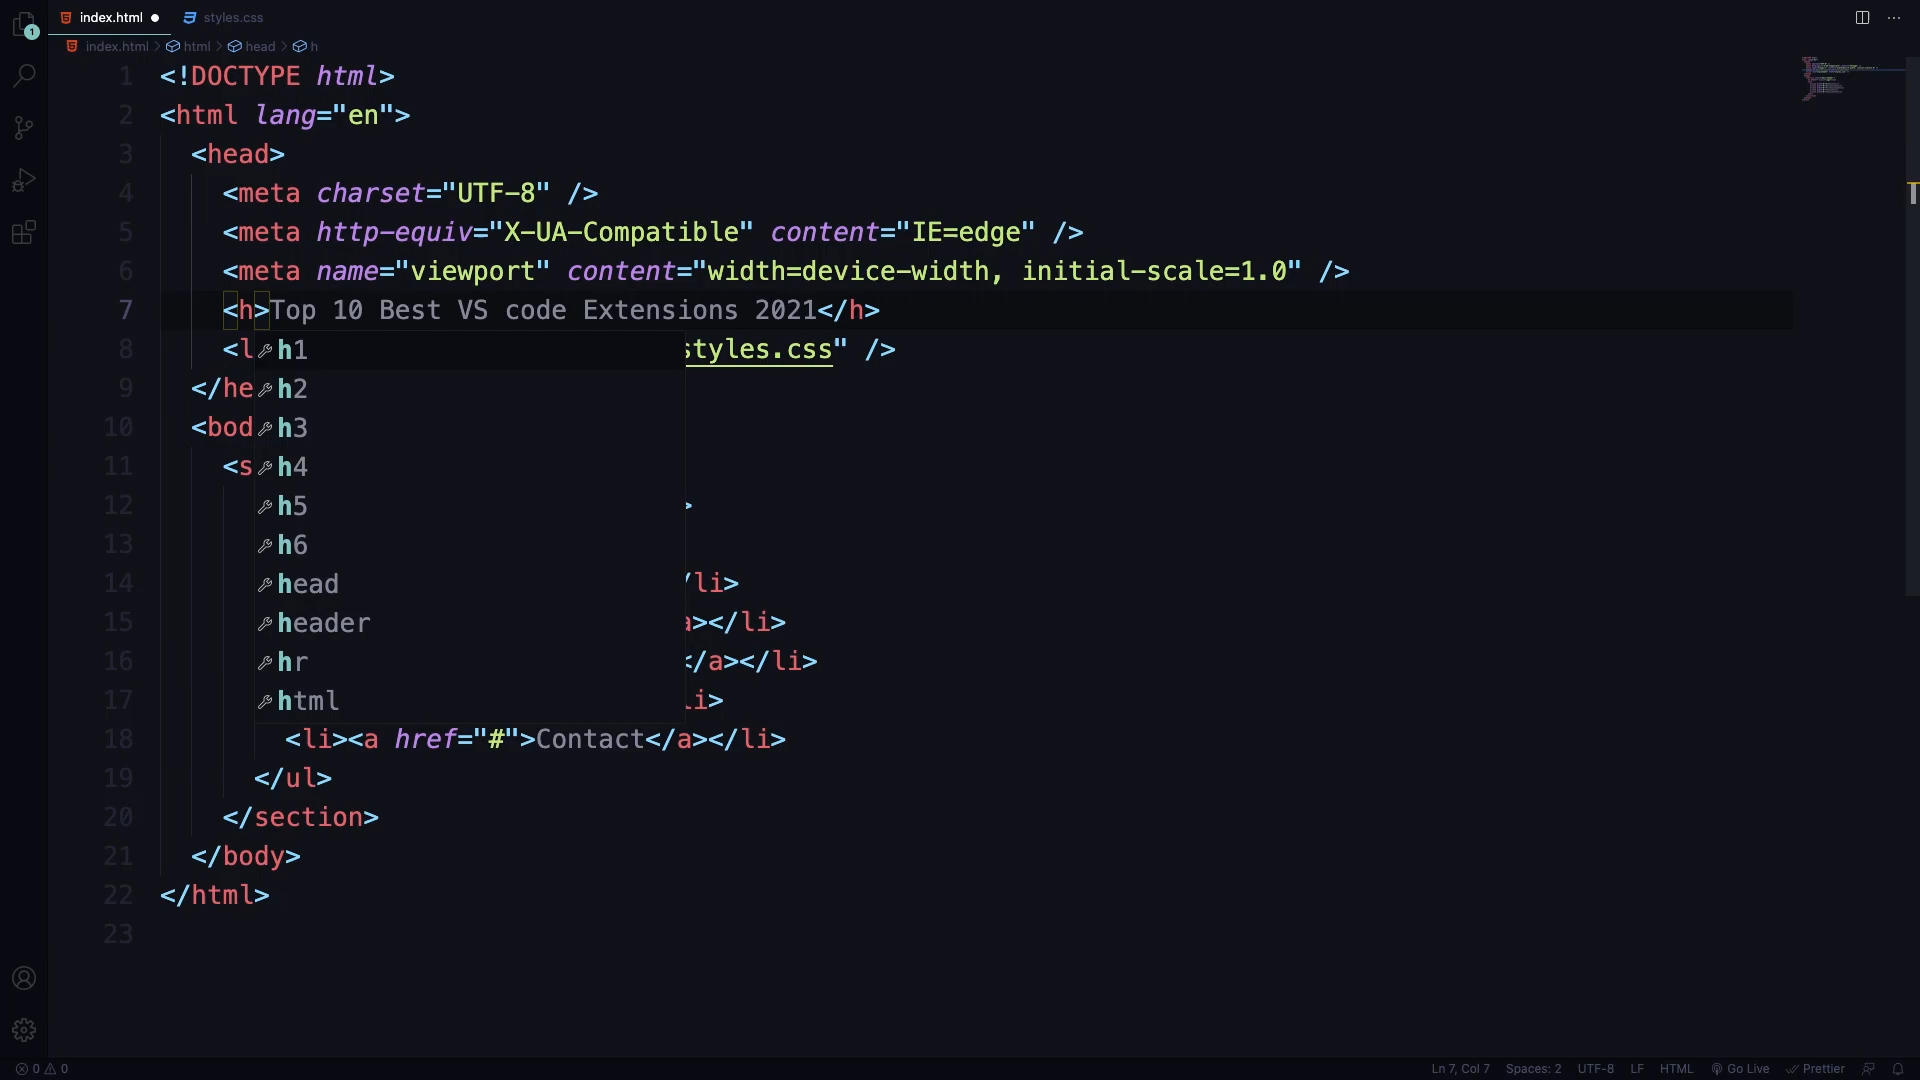 index.html
styles.css
1
index.html > html > head > h
1 <!DOCTYPE html>
2 <html lang="en">
3 <head>
4 <meta charset="UTF-8" />
5 <meta http-equiv="X-UA-Compatible" content="IE=edge" />
6 <meta name="viewport" content="width=device-width, initial-scale=1.0" />
7 <h>Top 10 Best VS code Extensions 2021</h>
8 <l h1 styles.css" />
9 </he h2
10 <bod h3
11 <s h4
12 h5 >
13 h6
14 head /li>
15 header a></li>
16 hr </a></li>
17 html li>
18 <li><a href="#">Contact</a></li>
19 </ul>
20 </section>
21 </body>
22 </html>
23
0 0 Ln 7, Col 7 Spaces: 2 UTF-8 LF HTML Go Live Prettier